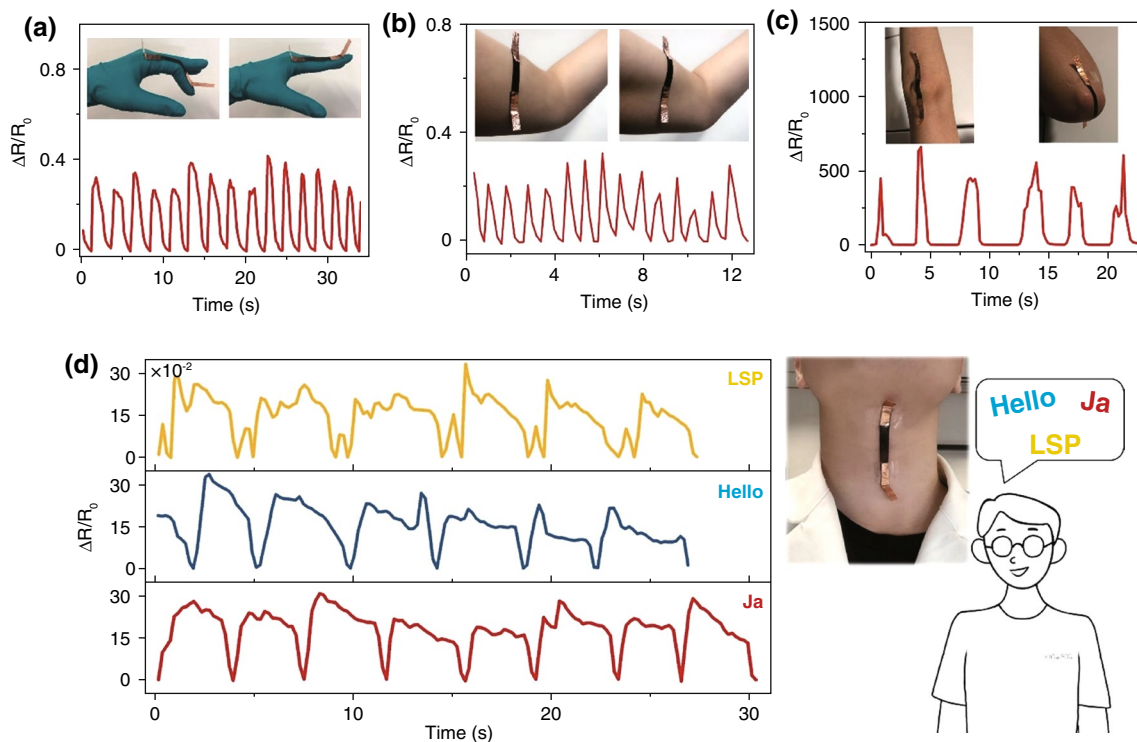 (a)
0.8
0.4
0
ΔR/R₀
0 10 20 30
Time (s)
(b)
0.8
0.4
0
ΔR/R₀
0 2 4 6 8 10 12
Time (s)
(c)
1500
1000
500
0
ΔR/R₀
0 5 10 15 20
Time (s)
(d)
×10⁻²
30
15
0
LSP
30
15
0
Hello
30
15
0
Ja
ΔR/R₀
0 10 20 30
Time (s)
Hello Ja
LSP